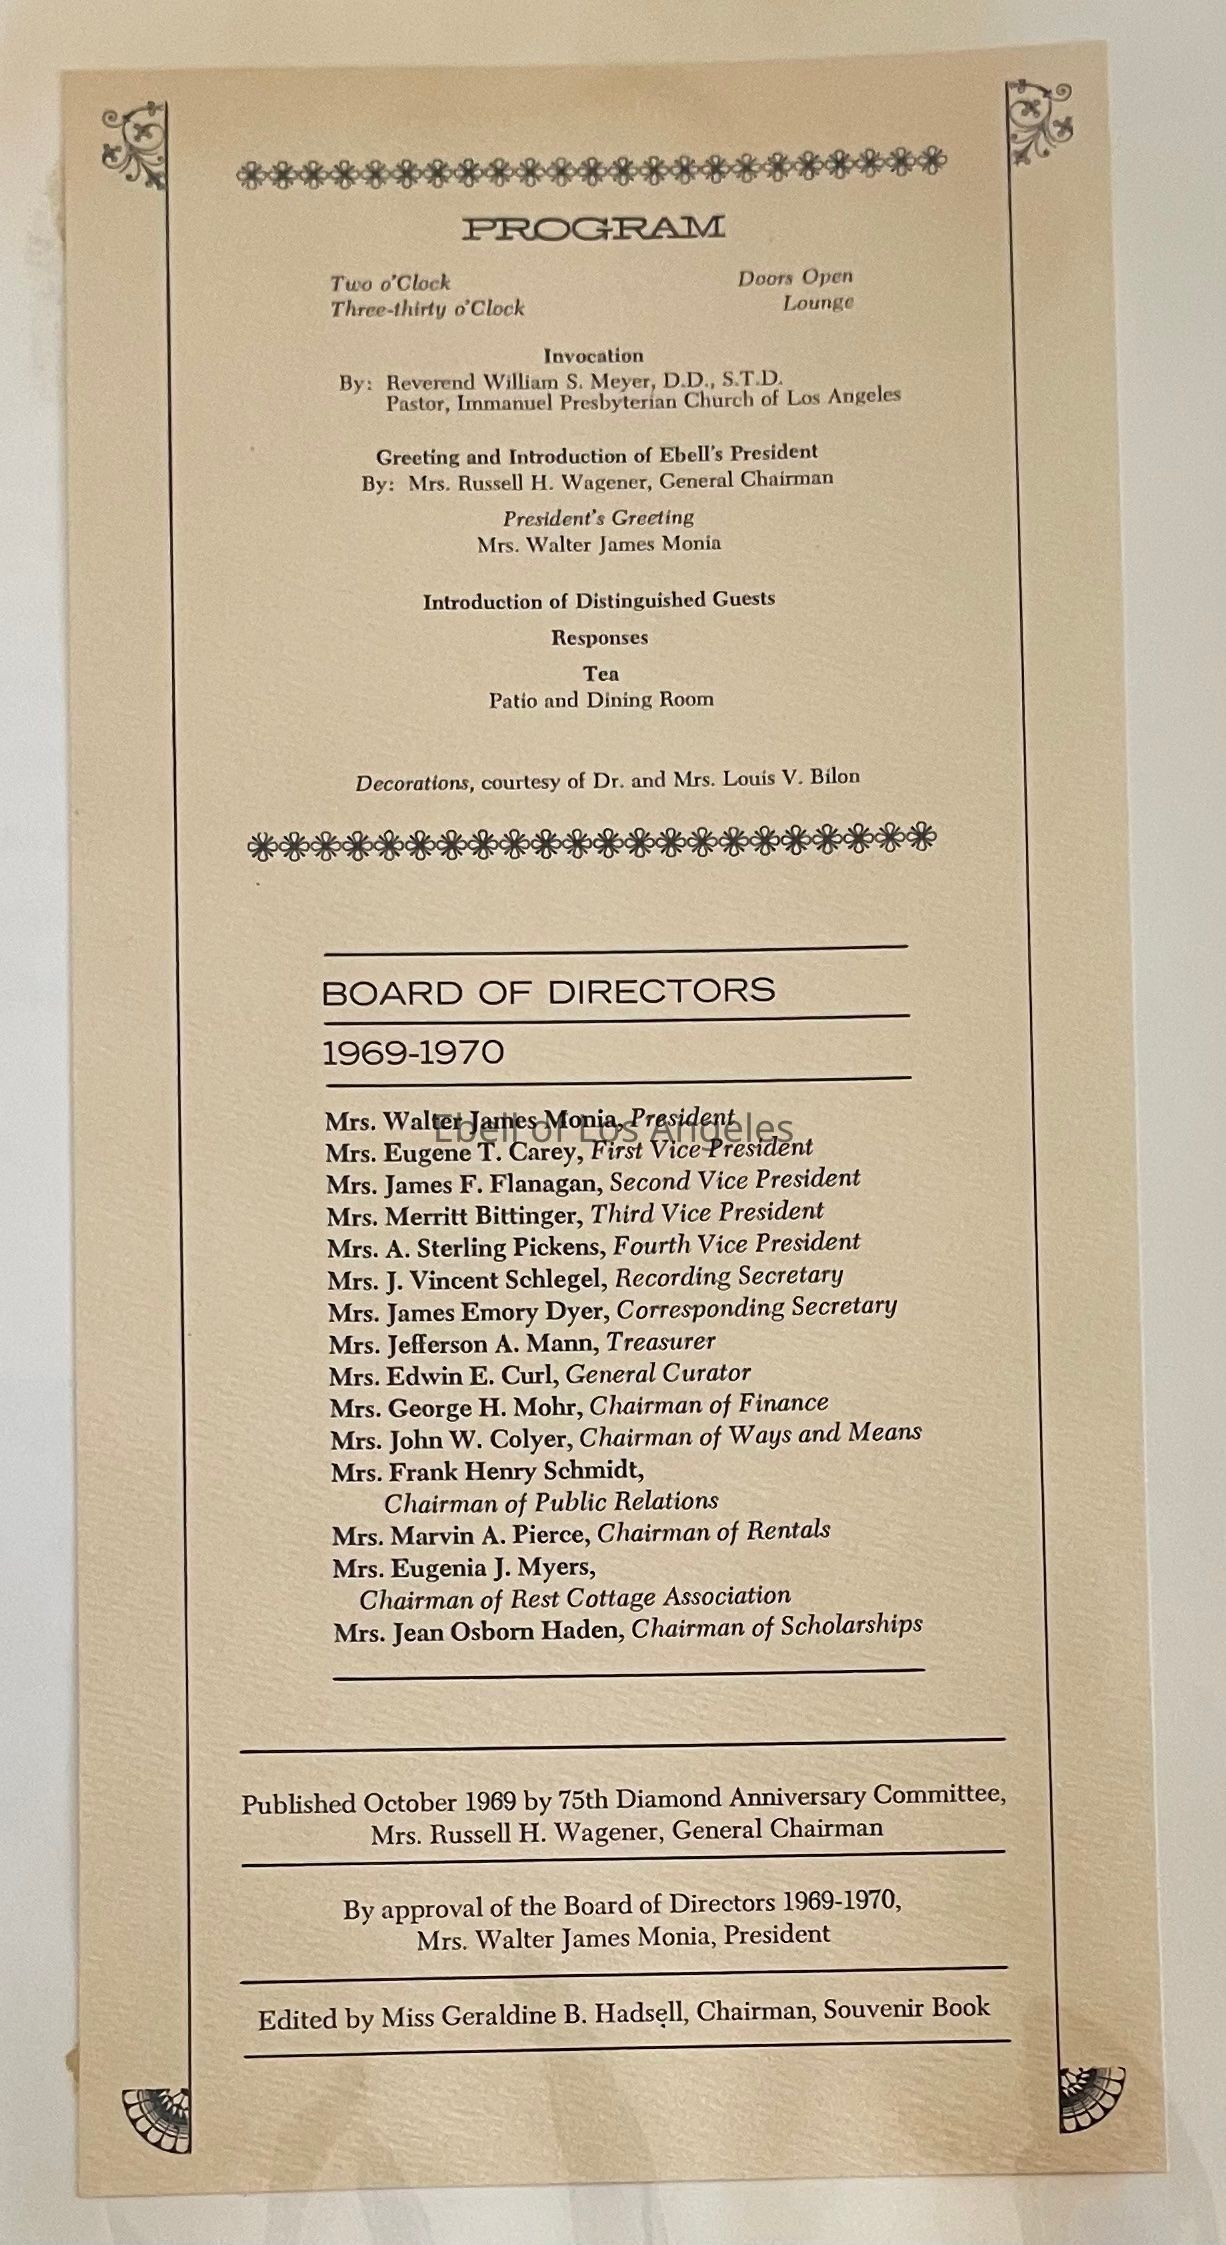 PROGRAM
Two o'Clock Doors Open
Three-thirty o'Clock Lounge
Invocation
By: Reverend William S. Meyer, D.D., S.T.D.
Pastor, Immanuel Presbyterian Church of Los Angeles
Greeting and Introduction of Ebell's President
By: Mrs. Russell H. Wagener, General Chairman
President's Greeting
Mrs. Walter James Monia
Introduction of Distinguished Guests
Responses
Tea
Patio and Dining Room
Decorations, courtesy of Dr. and Mrs. Louis V. Bilon
BOARD OF DIRECTORS
1969-1970
Mrs. Walter James Monia, President
Ebell of Los Angeles
Mrs. Eugene T. Carey, First Vice President
Mrs. James F. Flanagan, Second Vice President
Mrs. Merritt Bittinger, Third Vice President
Mrs. A. Sterling Pickens, Fourth Vice President
Mrs. J. Vincent Schlegel, Recording Secretary
Mrs. James Emory Dyer, Corresponding Secretary
Mrs. Jefferson A. Mann, Treasurer
Mrs. Edwin E. Curl, General Curator
Mrs. George H. Mohr, Chairman of Finance
Mrs. John W. Colyer, Chairman of Ways and Means
Mrs. Frank Henry Schmidt,
Chairman of Public Relations
Mrs. Marvin A. Pierce, Chairman of Rentals
Mrs. Eugenia J. Myers,
Chairman of Rest Cottage Association
Mrs. Jean Osborn Haden, Chairman of Scholarships
Published October 1969 by 75th Diamond Anniversary Committee,
Mrs. Russell H. Wagener, General Chairman
By approval of the Board of Directors 1969-1970,
Mrs. Walter James Monia, President
Edited by Miss Geraldine B. Hadsell, Chairman, Souvenir Book